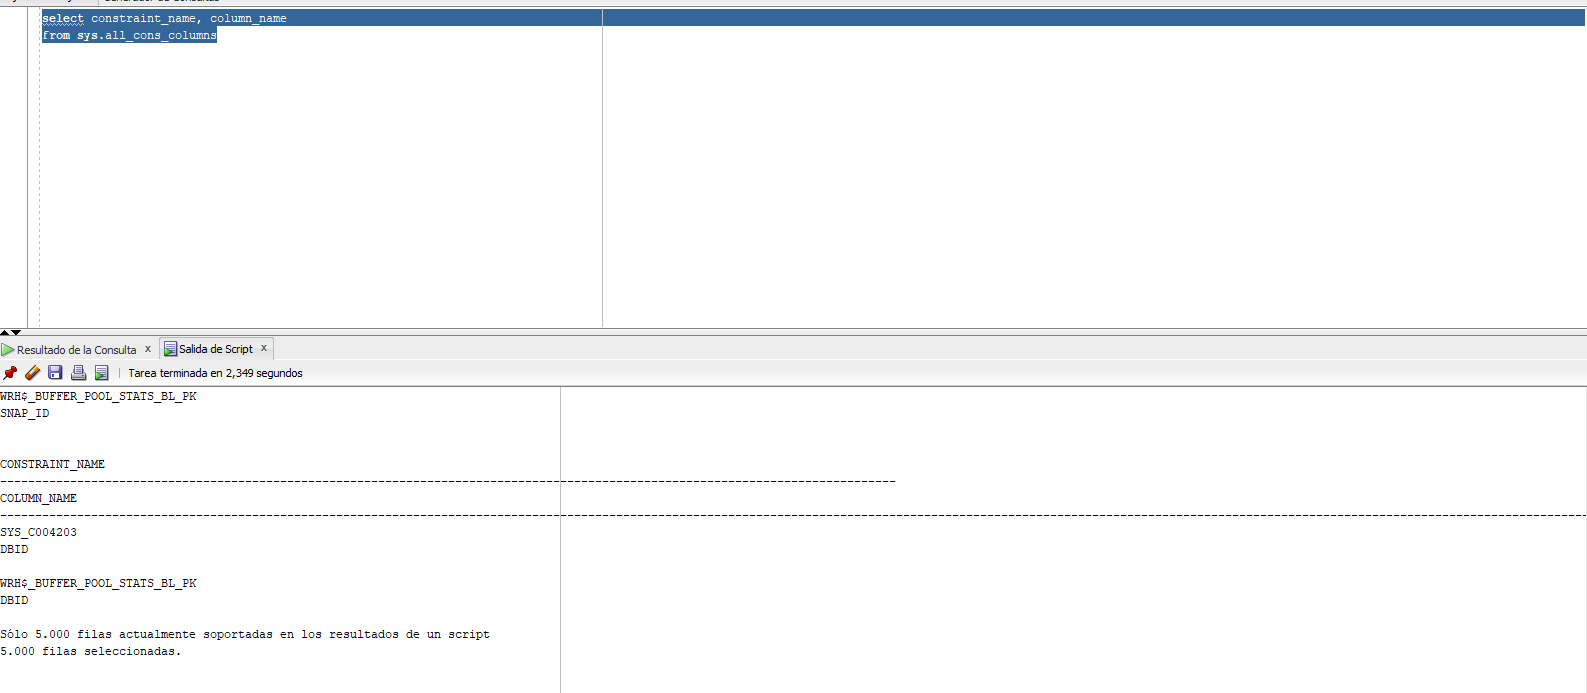 select constraint_name, column_name
from sys.all_cons_columns
Resultado de la Consulta x
Salida de Script x
Tarea terminada en 2,349 segundos
WRH$_BUFFER_POOL_STATS_BL_PK
SNAP_ID
CONSTRAINT_NAME
--------------------------------------------------------------------------------------------------------------------------------
COLUMN_NAME
--------------------------------------------------------------------------------------------------------------------------------------------------------------------------------------------------------------------------------------
SYS_C004203
DBID
WRH$_BUFFER_POOL_STATS_BL_PK
DBID
Sólo 5.000 filas actualmente soportadas en los resultados de un script
5.000 filas seleccionadas.